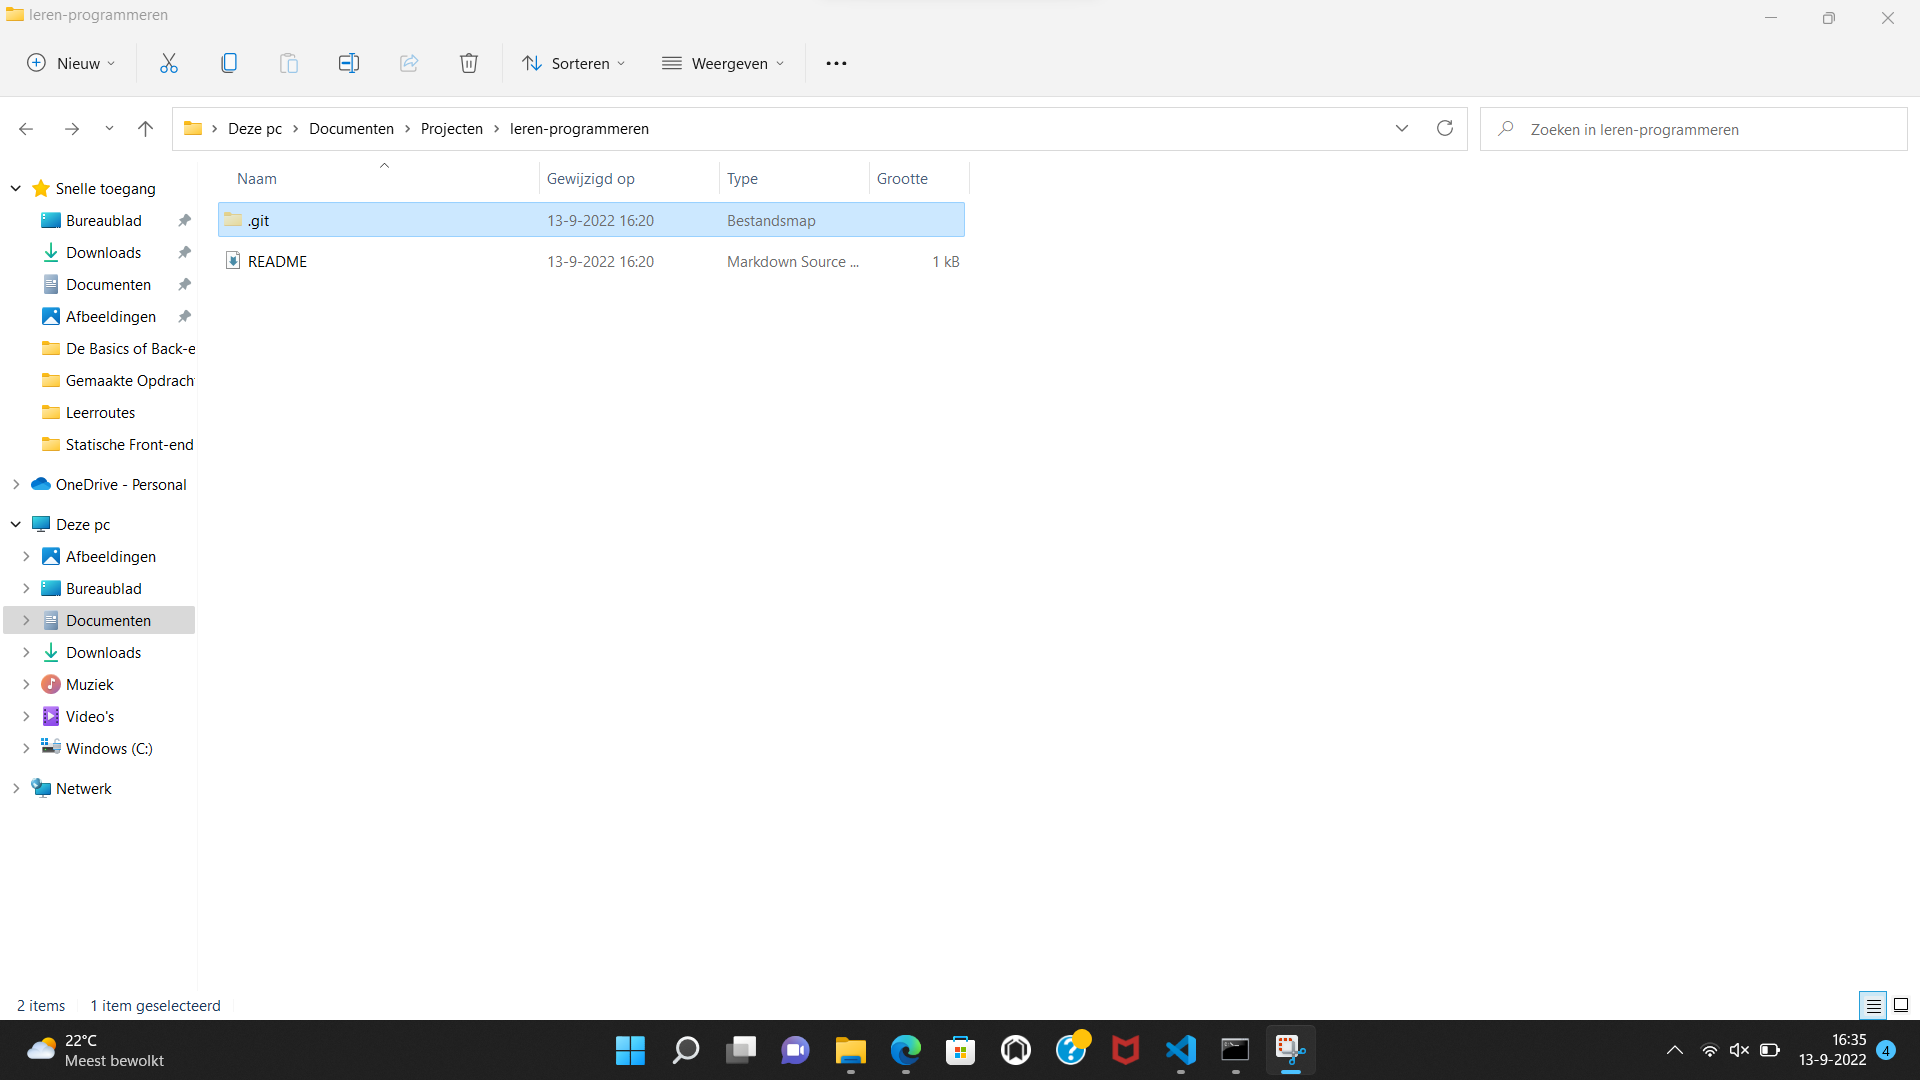 leren-programmeren
Nieuw
Sorteren
Weergeven
Deze pc
Documenten
Projecten
leren-programmeren
Zoeken in leren-programmeren
Naam
Gewijzigd op
Type
Grootte
.git
13-9-2022 16:20
Bestandsmap
README
13-9-2022 16:20
Markdown Source ...
1 kB
Snelle toegang
Bureaublad
Downloads
Documenten
Afbeeldingen
De Basics of Back-e
Gemaakte Opdrach
Leerroutes
Statische Front-end
OneDrive - Personal
Deze pc
Afbeeldingen
Bureaublad
Documenten
Downloads
Muziek
Video's
Windows (C:)
Netwerk
2 items
1 item geselecteerd
22°C
Meest bewolkt
16:35
13-9-2022
4